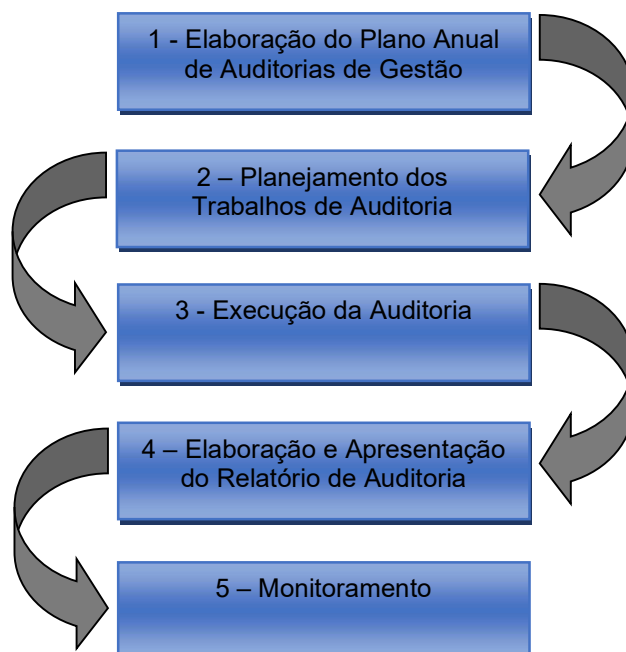 1 - Elaboração do Plano Anual
de Auditorias de Gestão
2 – Planejamento dos
Trabalhos de Auditoria
3 - Execução da Auditoria
4 – Elaboração e Apresentação
do Relatório de Auditoria
5 – Monitoramento